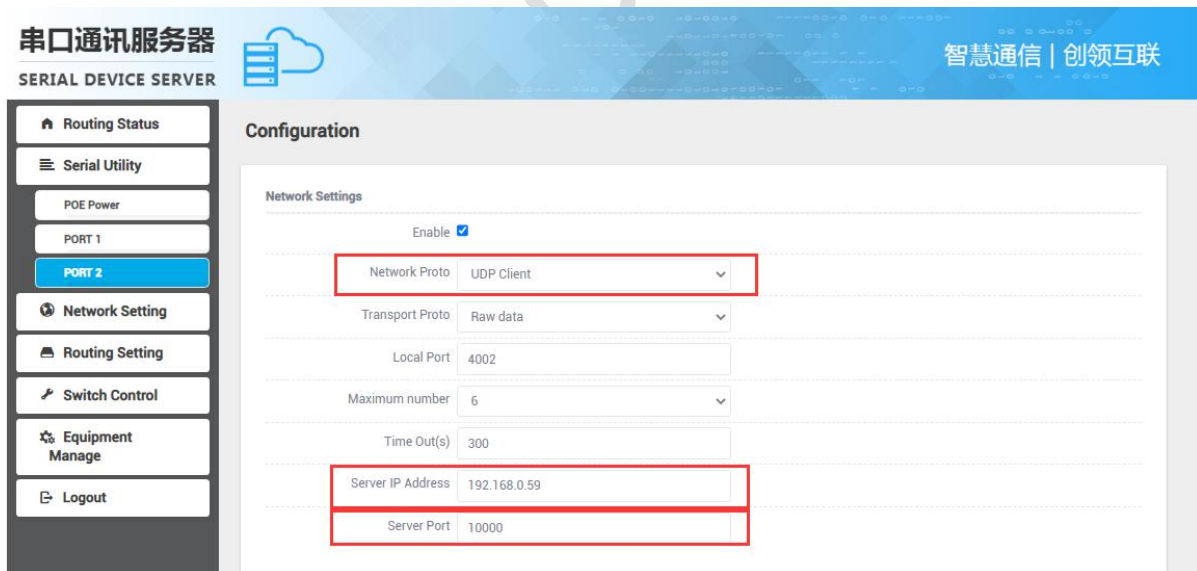 串口通讯服务器
SERIAL DEVICE SERVER
智慧通信 | 创领互联
Routing Status
Serial Utility
POE Power
PORT 1
PORT 2
Network Setting
Routing Setting
Switch Control
Equipment
Manage
Logout
Configuration
Network Settings
Enable
Network Proto UDP Client
Transport Proto Raw data
Local Port 4002
Maximum number 6
Time Out(s) 300
Server IP Address 192.168.0.59
Server Port 10000